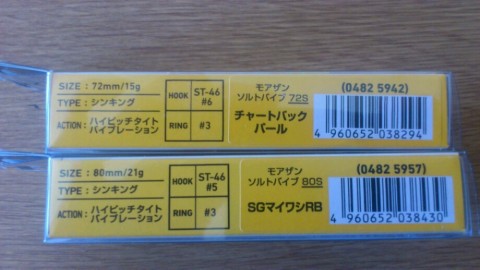 SIZE : 72mm/15g
TYPE : シンキング
ACTION : ハイピッチタイト
バイブレーション
HOOK
ST-46
#6
RING
#3
モアザン
ソルトバイブ 72S
チャートバック
パール
(0482 5942)
4 960652 038294
SIZE : 80mm/21g
TYPE : シンキング
ACTION : ハイピッチタイト
バイブレーション
HOOK
ST-46
#5
RING
#3
モアザン
ソルトバイブ 80S
SGマイワシRB
(0482 5957)
4 960652 038430